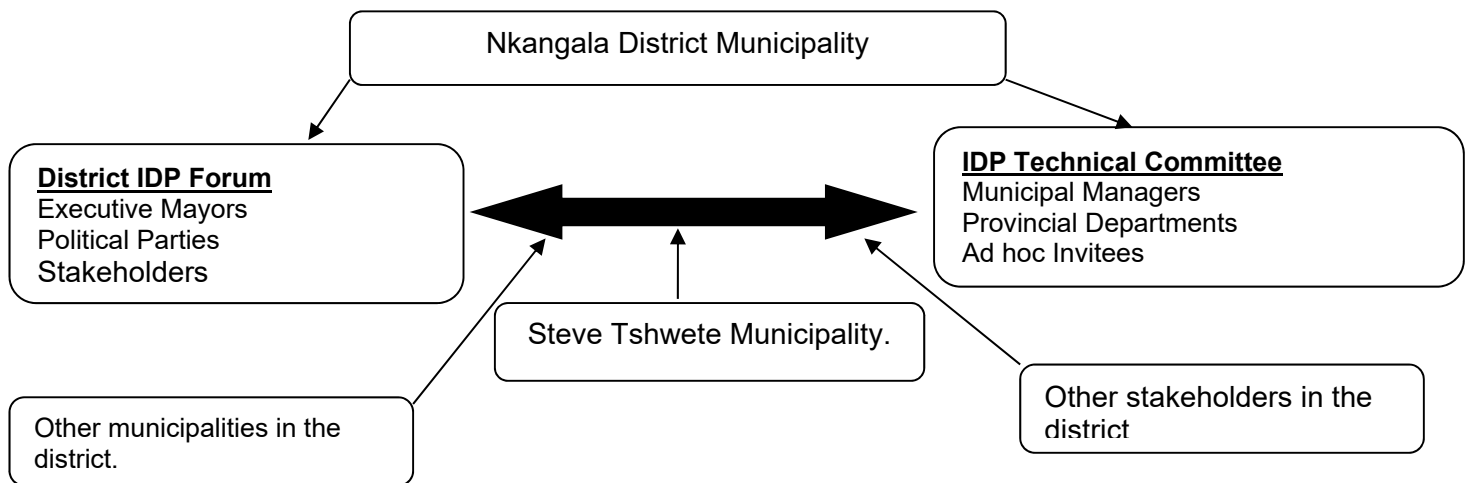 Nkangala District Municipality
District IDP Forum
Executive Mayors
Political Parties
Stakeholders
IDP Technical Committee
Municipal Managers
Provincial Departments
Ad hoc Invitees
Steve Tshwete Municipality.
Other municipalities in the
district.
Other stakeholders in the
district